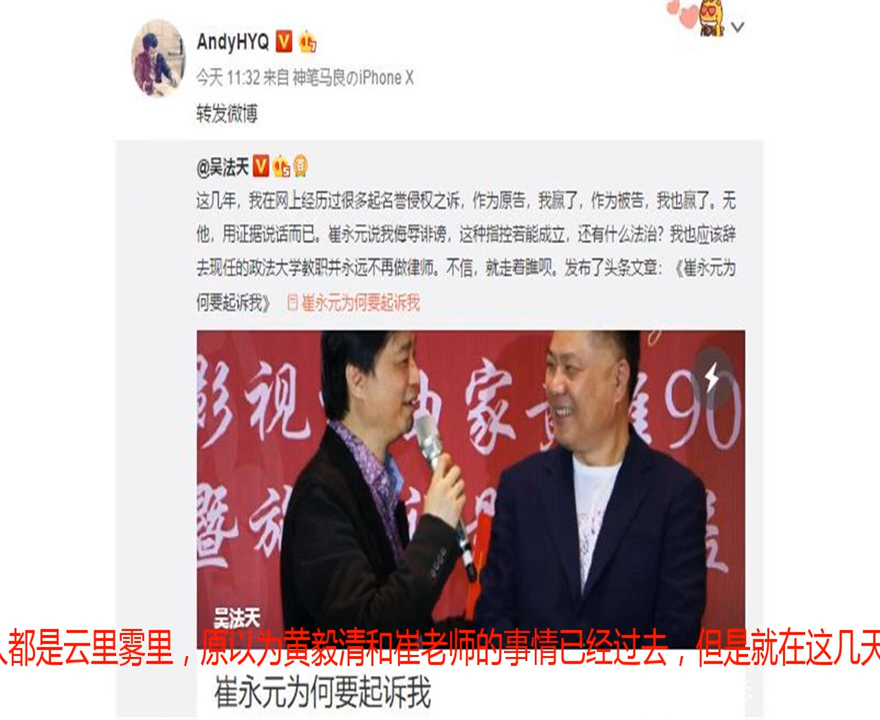 AndyHYQ
今天 11:32 来自 神笔马良のiPhone X
转发微博
@吴法天
这几年，我在网上经历过很多起名誉侵权之诉，作为原告，我赢了，作为被告，我也赢了。无
他，用证据说话而已。崔永元说我侮辱诽谤，这种指控若能成立，还有什么法治？我也应该辞
去现任的政法大学教职并永远不再做律师。不信，就走着瞧呗。发布了头条文章：《崔永元为
何要起诉我》 崔永元为何要起诉我
影视 曲家 90
暨
吴法天
人都是云里雾里，原以为黄毅清和崔老师的事情已经过去，但是就在这几天
崔永元为何要起诉我